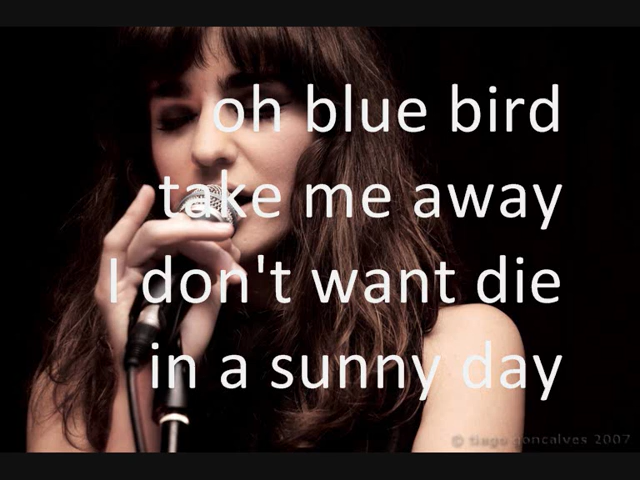 oh blue bird
take me away
I don't want die
in a sunny day
© tiago goncalves 2007